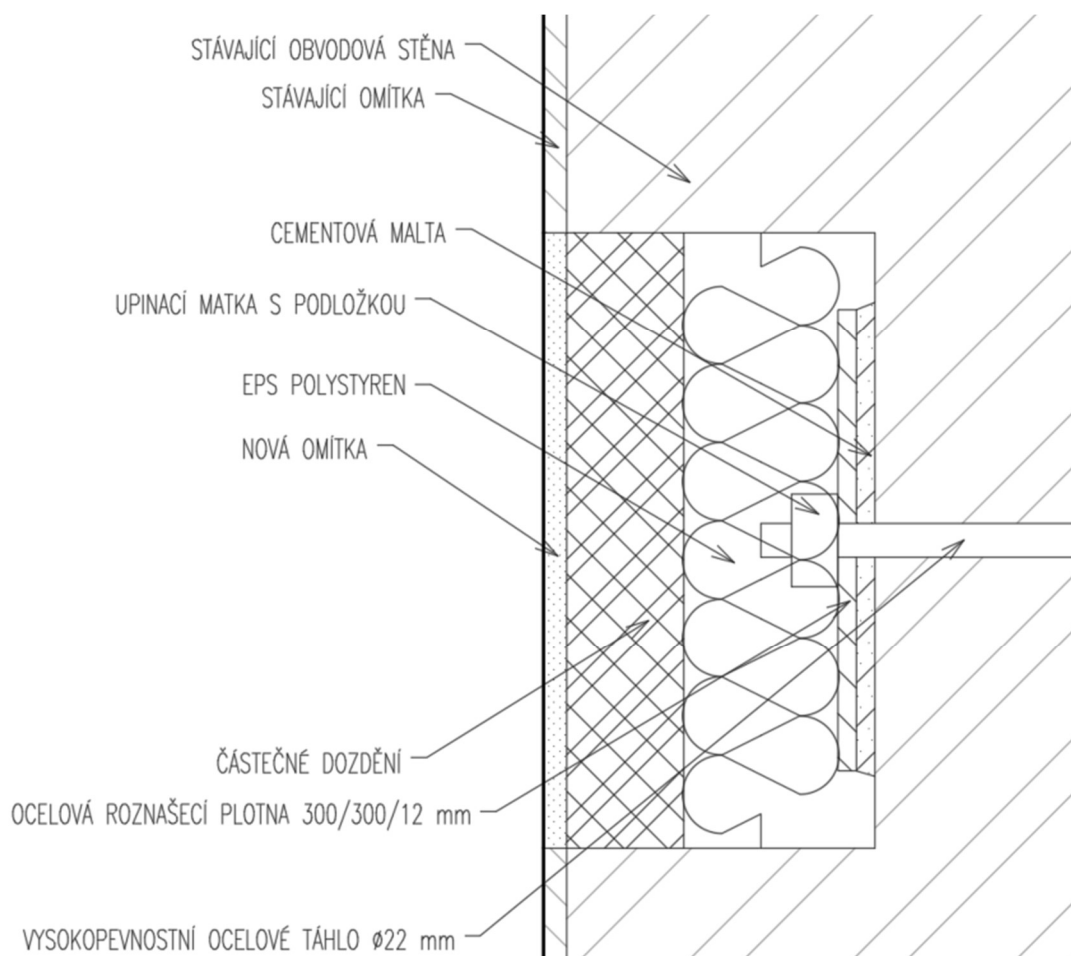 STÁVAJÍCÍ OBVODOVÁ STĚNA
STÁVAJÍCÍ OMÍTKA
CEMENTOVÁ MALTA
UPINACÍ MATKA S PODLOŽKOU
EPS POLYSTYREN
NOVÁ OMÍTKA
ČÁSTEČNÉ DOZDĚNÍ
OCELOVÁ ROZNAŠECÍ PLOTNA 300/300/12 mm
VYSOKOPEVNOSTNÍ OCELOVÉ TÁHLO ø22 mm